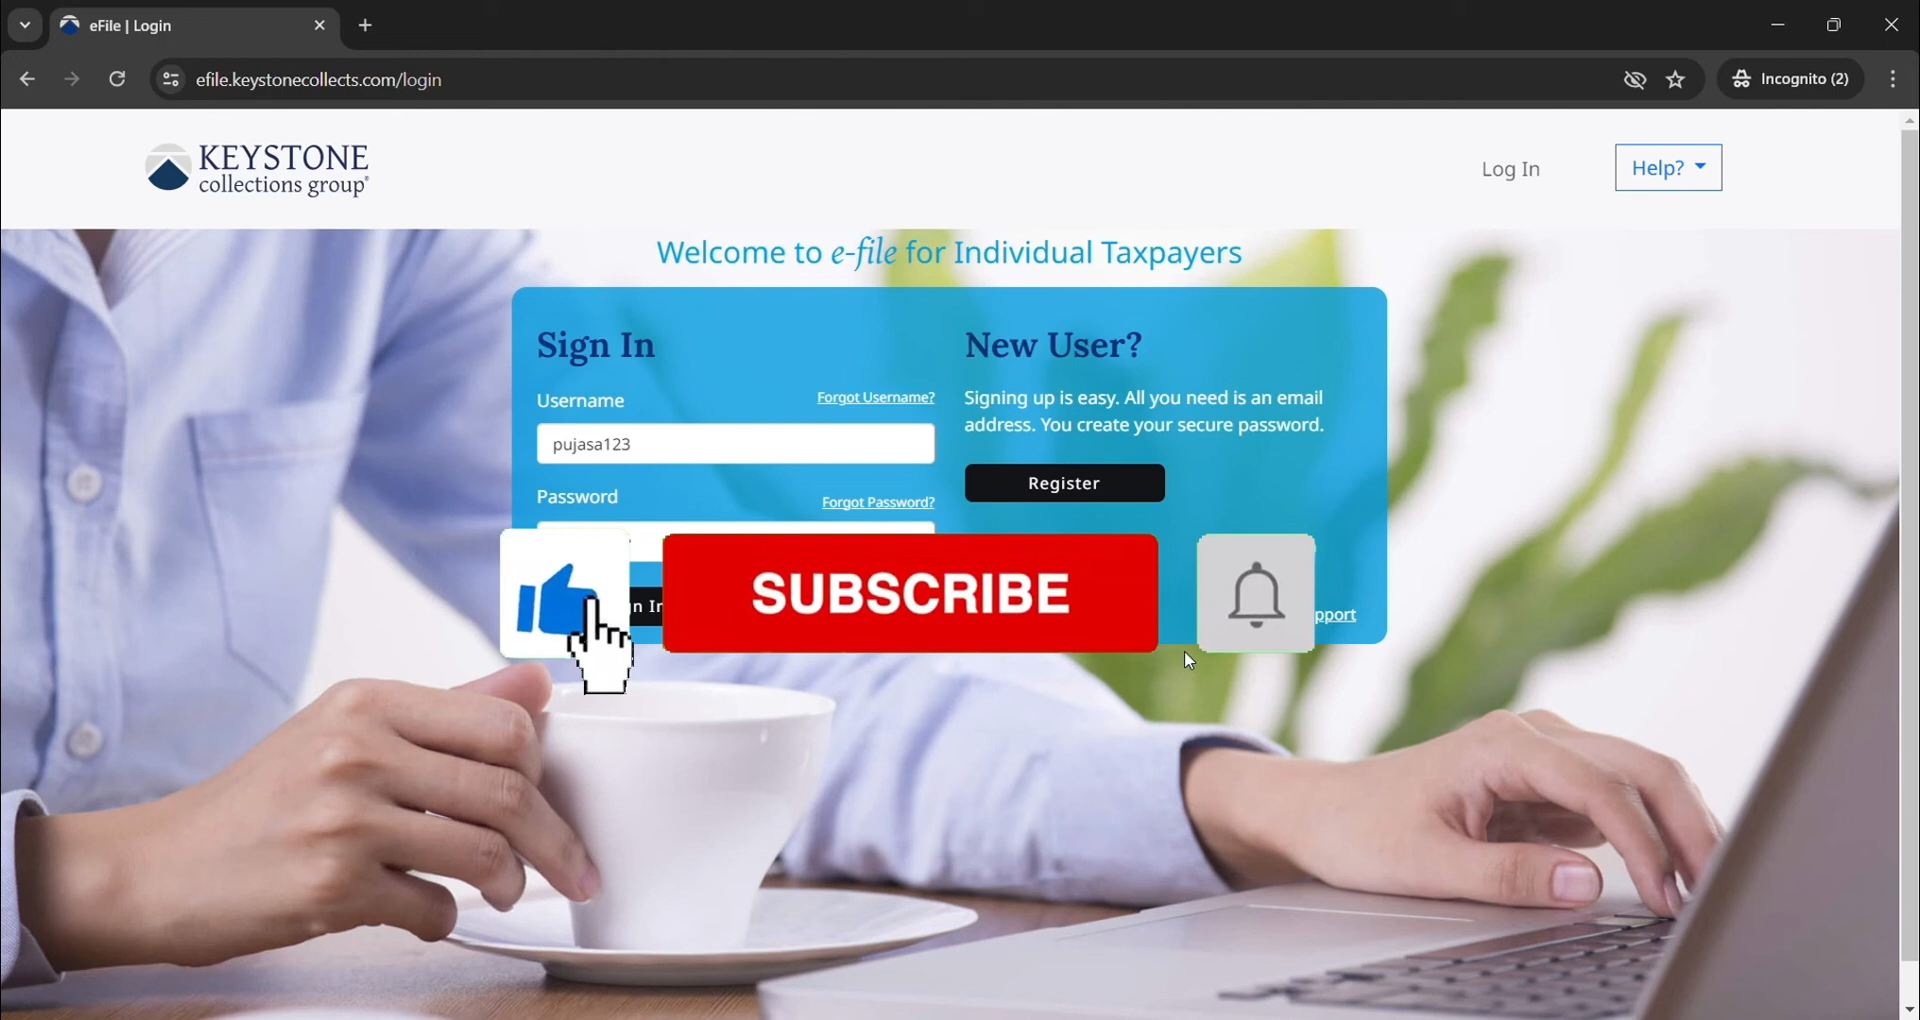 eFile | Login
efile.keystonecollects.com/login
Incognito (2)
KEYSTONE
collections group®
Log In
Help?
Welcome to e-file for Individual Taxpayers
Sign In
Username
Forgot Username?
pujasa123
Password
Forgot Password?
New User?
Signing up is easy. All you need is an email
address. You create your secure password.
Register
SUBSCRIBE